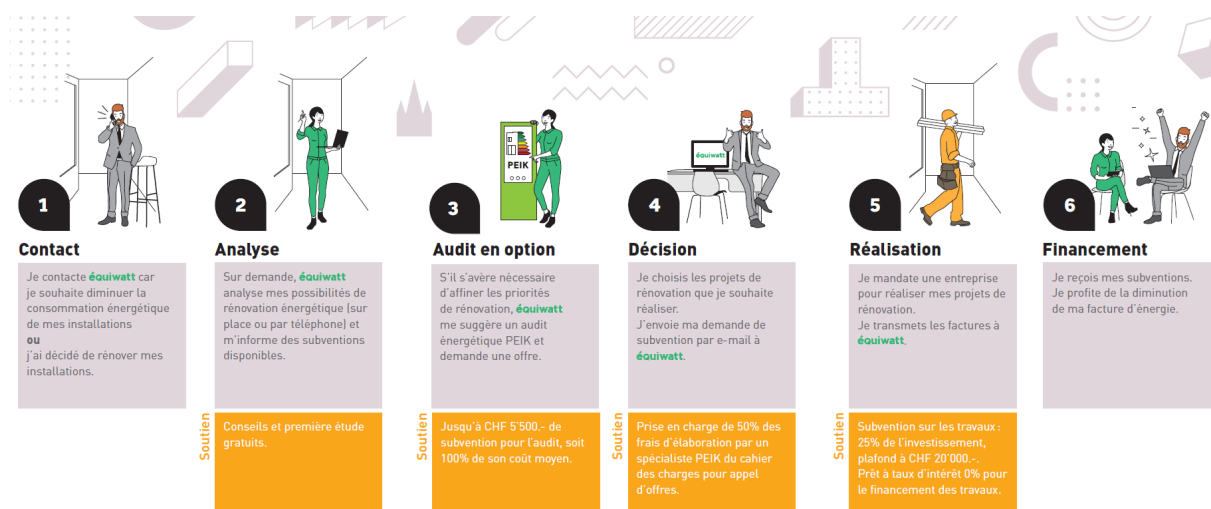 PEIK
équiwatt
1
2
3
4
5
6
Contact
Je contacte équiwatt car
je souhaite diminuer la
consommation énergétique
de mes installations
ou
j'ai décidé de rénover mes
installations.
Analyse
Sur demande, équiwatt
analyse mes possibilités de
rénovation énergétique (sur
place ou par téléphone) et
m'informe des subventions
disponibles.
Soutien
Conseils et première étude
gratuits.
Audit en option
S'il s'avère nécessaire
d'affiner les priorités
de rénovation, équiwatt
me suggère un audit
énergétique PEIK et
demande une offre.
Soutien
Jusqu'à CHF 5'500.- de
subvention pour l'audit, soit
100% de son coût moyen.
Décision
Je choisis les projets de
rénovation que je souhaite
réaliser.
J'envoie ma demande de
subvention par e-mail à
équiwatt.
Soutien
Prise en charge de 50% des
frais d'élaboration par un
spécialiste PEIK du cahier
des charges pour appel
d'offres.
Réalisation
Je mandate une entreprise
pour réaliser mes projets de
rénovation.
Je transmets les factures à
équiwatt.
Soutien
Subvention sur les travaux :
25% de l'investissement,
plafond à CHF 20'000.-.
Prêt à taux d'intérêt 0% pour
le financement des travaux.
Financement
Je reçois mes subventions.
Je profite de la diminution
de ma facture d'énergie.